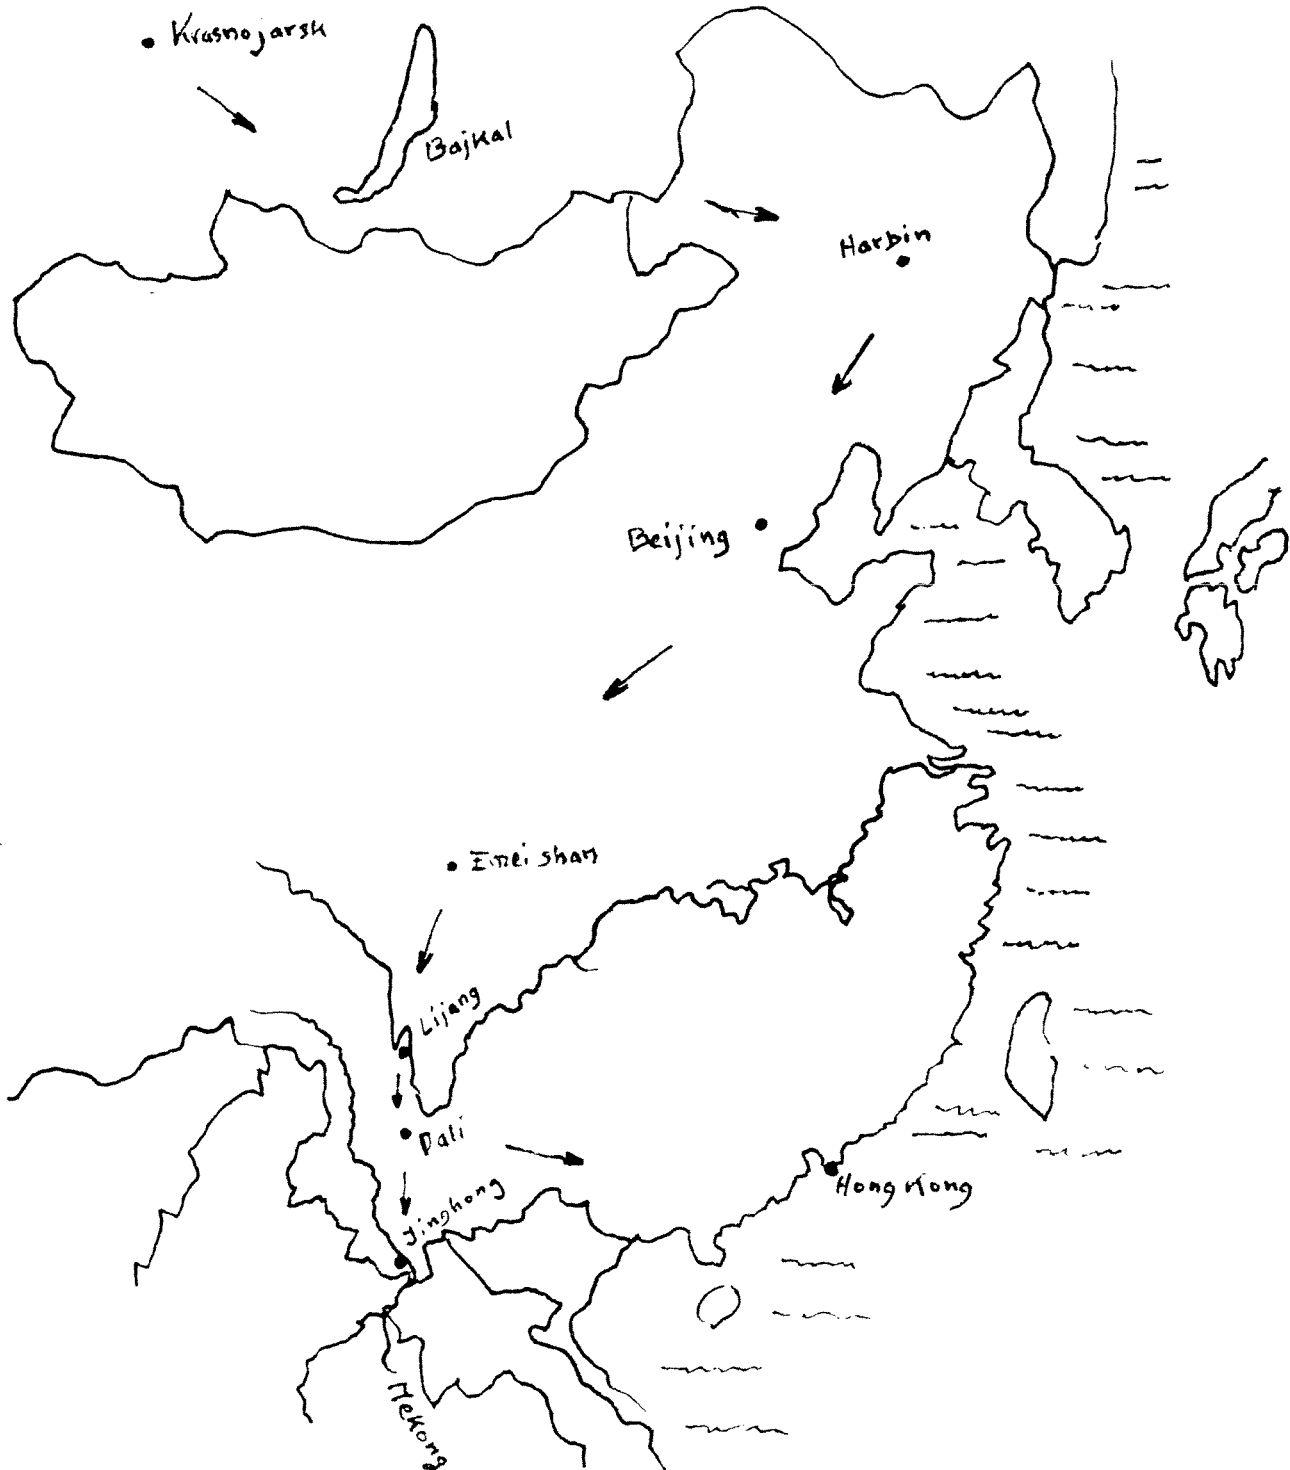 Krasnojarsk
Bajkal
Harbin
Beijing
Emei shan
Lijang
Dali
Jinghong
Hong Kong
Mekong